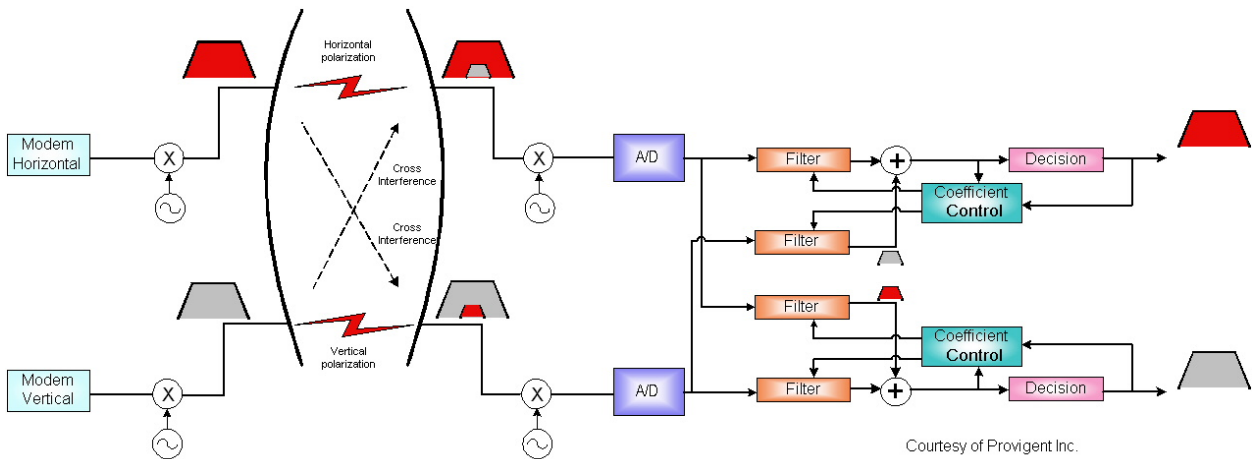 Horizontal
polarization
Modem
Horizontal
X
X
A/D
Filter
+
Decision
Coefficient
Control
Cross
Interference
Cross
Interference
Filter
Filter
Coefficient
Control
Vertical
polarization
Modem
Vertical
X
X
A/D
Filter
+
Decision
Courtesy of Provigent Inc.